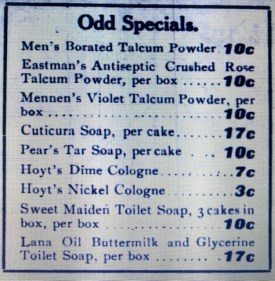 Odd Specials.
Men's Borated Talcum Powder 10c
Eastman's Antiseptic Crushed Rose
Talcum Powder, per box ..... 10c
Mennen's Violet Talcum Powder, per
box ........................ 10c
Cuticura Soap, per cake ..... 17c
Pear's Tar Soap, per cake .... 10c
Hoyt's Dime Cologne ......... 7c
Hoyt's Nickel Cologne ....... 3c
Sweet Maiden Toilet Soap, 3 cakes in
box, per box ............... 10c
Lana Oil Buttermilk and Glycerine
Toilet Soap, per box ....... 17c